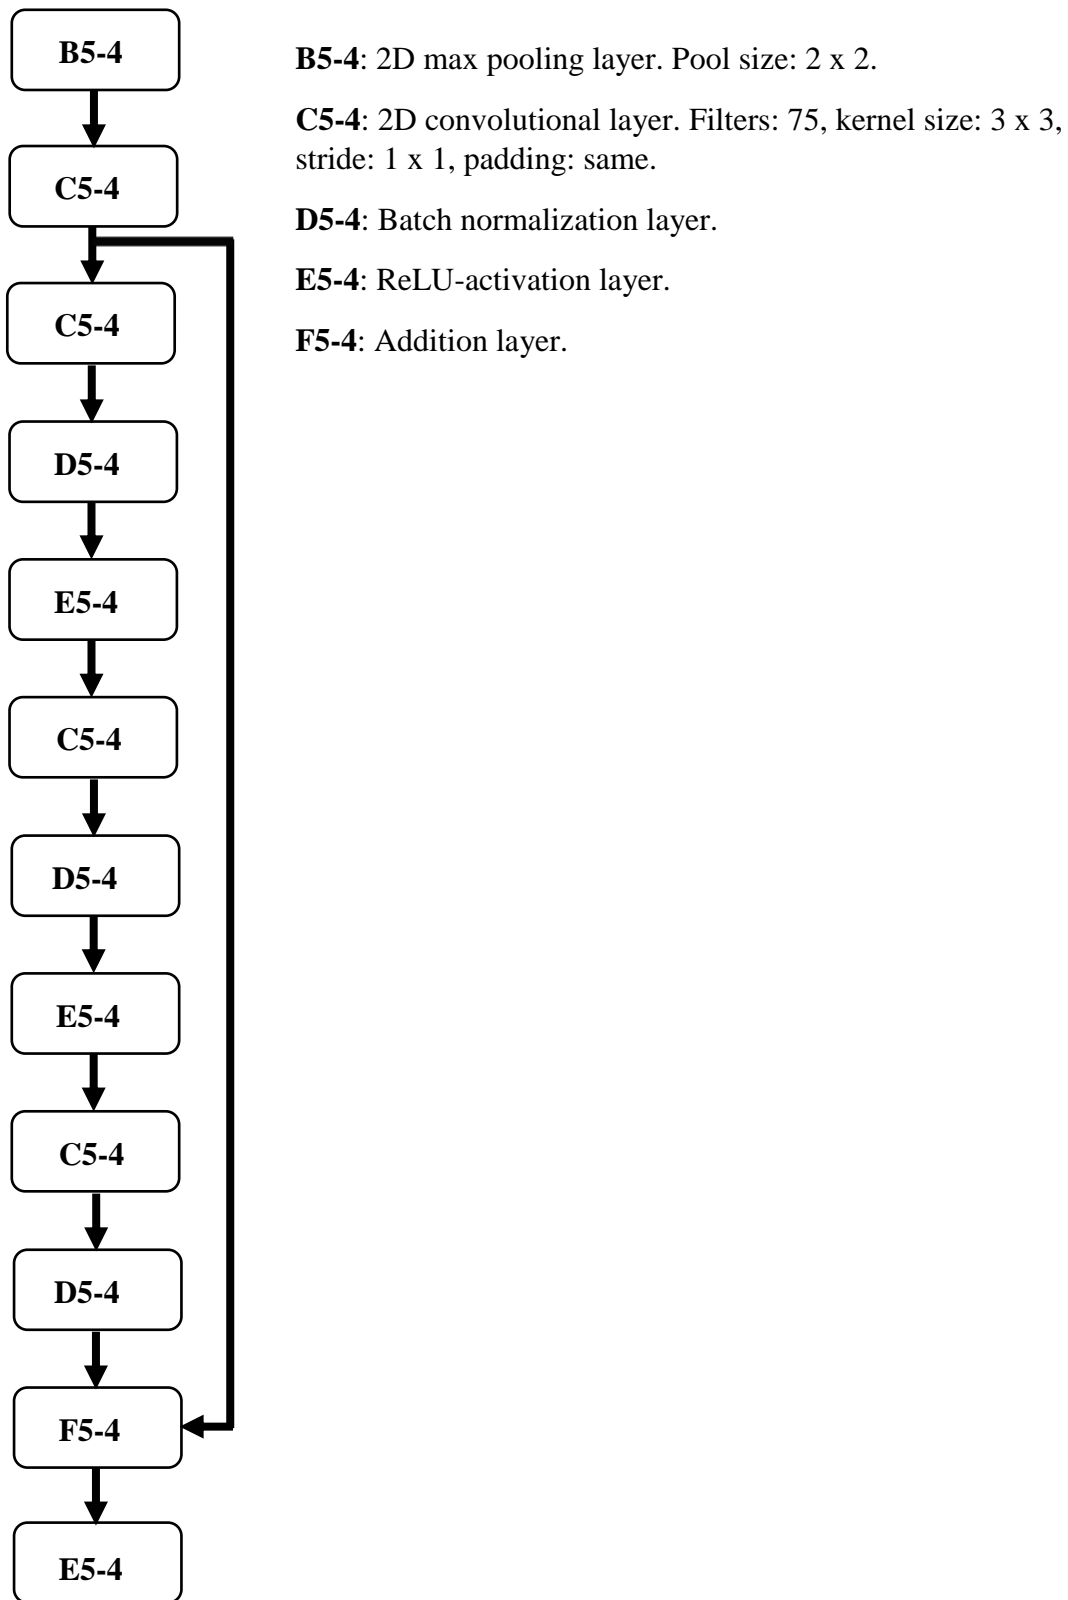 B5-4
B5-4: 2D max pooling layer. Pool size: 2 x 2.
C5-4: 2D convolutional layer. Filters: 75, kernel size: 3 x 3,
stride: 1 x 1, padding: same.
D5-4: Batch normalization layer.
E5-4: ReLU-activation layer.
F5-4: Addition layer.
C5-4
C5-4
D5-4
E5-4
C5-4
D5-4
E5-4
C5-4
D5-4
F5-4
E5-4